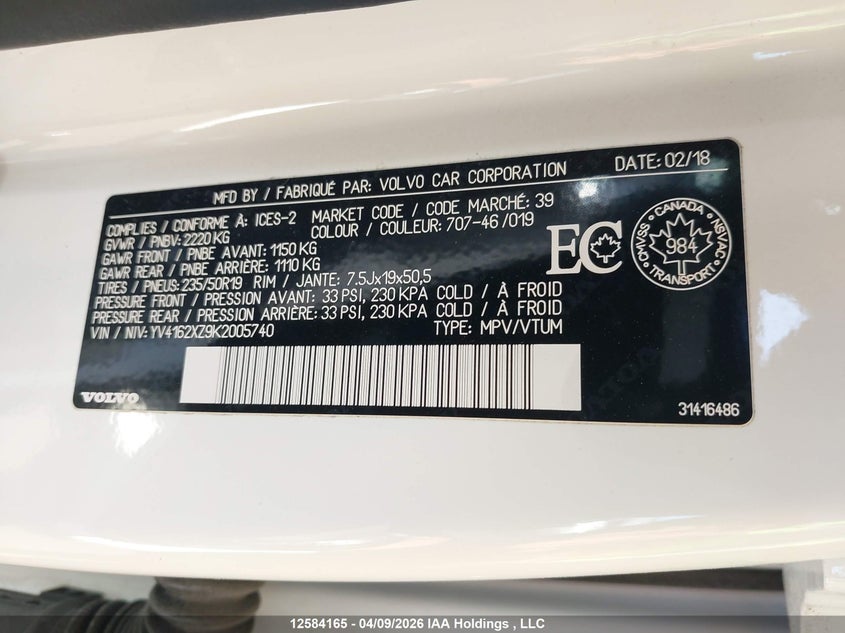 MFD BY / FABRIQUÉ PAR: VOLVO CAR CORPORATION DATE: 02/18
COMPLIES / CONFORME À: ICES-2 MARKET CODE / CODE MARCHÉ: 39
GVWR / PNBV: 2220 KG COLOUR / COULEUR: 707-46 /019
GAWR FRONT / PNBE AVANT: 1150 KG
GAWR REAR / PNBE ARRIÈRE: 1110 KG
TIRES / PNEUS: 235/50R19 RIM / JANTE: 7.5Jx19x50,5
PRESSURE FRONT / PRESSION AVANT: 33 PSI, 230 KPA COLD / À FROID
PRESSURE REAR / PRESSION ARRIÈRE: 33 PSI, 230 KPA COLD / À FROID
VIN / NIV: YV4162XZ9K2005740 TYPE: MPV/VTUM
EC
CANADA
CMVSS 984 NSVAC
TRANSPORT
VOLVO
31416486
12584165 - 04/09/2026 IAA Holdings , LLC